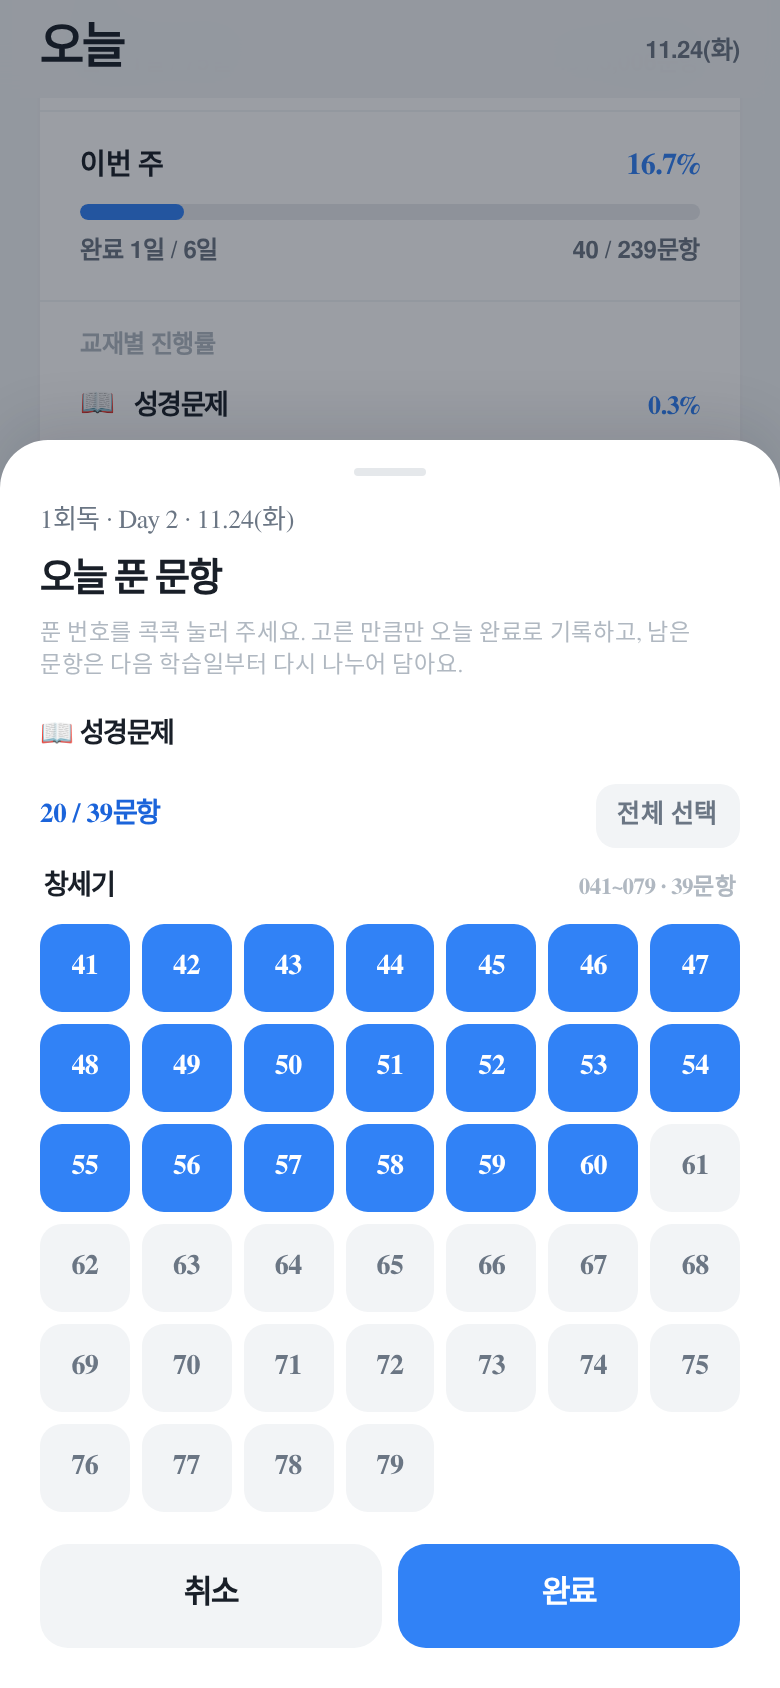 오늘
11.24(화)
이번 주
16.7%
완료 1일 / 6일
40 / 239문항
교재별 진행률
성경문제
0.3%
1회독 · Day 2 · 11.24(화)
오늘 푼 문항
푼 번호를 콕콕 눌러 주세요. 고른 만큼만 오늘 완료로 기록하고, 남은
문항은 다음 학습일부터 다시 나누어 담아요.
성경문제
20 / 39문항
전체 선택
창세기
041~079 · 39문항
41 42 43 44 45 46 47
48 49 50 51 52 53 54
55 56 57 58 59 60 61
62 63 64 65 66 67 68
69 70 71 72 73 74 75
76 77 78 79
취소
완료